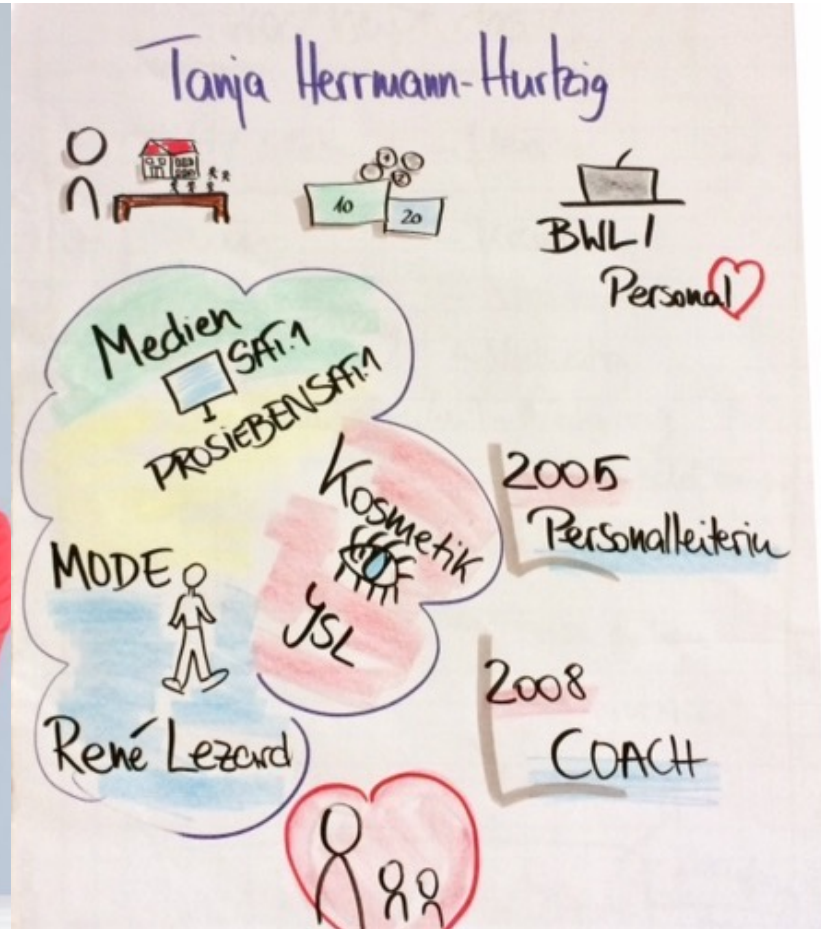 Tanja Herrmann-Hurtzig
10
20
BWL/
Personal
Medien
SAT.1
PROSIEBENSAT.1
Kosmetik
YSL
MODE
René Lezard
2005
Personalleiterin
2008
COACH